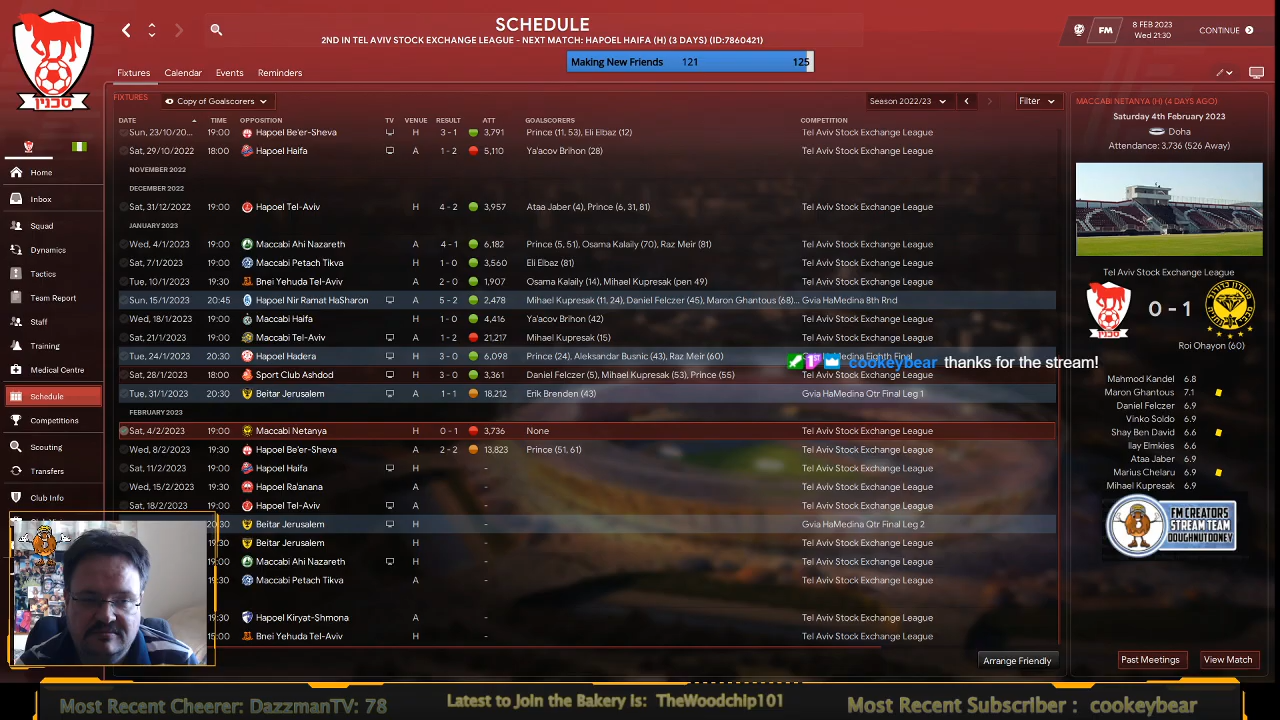 SCHEDULE
2ND IN TEL AVIV STOCK EXCHANGE LEAGUE - NEXT MATCH: HAPOEL HAIFA (H) (3 DAYS) (ID:7860421)
FM
8 FEB 2023
Wed 21:30
CONTINUE
Making New Friends 121 125
Fixtures Calendar Events Reminders
סכנין
FIXTURES Copy of Goalscorers Season 2022/23 Filter
DATE TIME OPPOSITION TV VENUE RESULT ATT GOALSCORERS COMPETITION
Sun, 23/10/20... 19:00 Hapoel Be'er-Sheva H 3 - 1 3,791 Prince (11, 53), Eli Elbaz (12) Tel Aviv Stock Exchange League
Sat, 29/10/2022 18:00 Hapoel Haifa A 1 - 2 5,110 Ya'acov Brihon (28) Tel Aviv Stock Exchange League
NOVEMBER 2022
DECEMBER 2022
Sat, 31/12/2022 19:00 Hapoel Tel-Aviv H 4 - 2 3,957 Ataa Jaber (4), Prince (6, 31, 81) Tel Aviv Stock Exchange League
JANUARY 2023
Wed, 4/1/2023 19:00 Maccabi Ahi Nazareth A 4 - 1 6,182 Prince (5, 51), Osama Kalaily (70), Raz Meir (81) Tel Aviv Stock Exchange League
Sat, 7/1/2023 19:00 Maccabi Petach Tikva H 1 - 0 3,560 Eli Elbaz (81) Tel Aviv Stock Exchange League
Tue, 10/1/2023 19:30 Bnei Yehuda Tel-Aviv A 2 - 0 1,907 Osama Kalaily (14), Mihael Kupresak (pen 49) Tel Aviv Stock Exchange League
Sun, 15/1/2023 20:45 Hapoel Nir Ramat HaSharon A 5 - 2 2,478 Mihael Kupresak (11, 24), Daniel Felczer (45), Maron Ghantous (68)... Gvia HaMedina 8th Rnd
Wed, 18/1/2023 19:00 Maccabi Haifa H 1 - 0 4,416 Ya'acov Brihon (42) Tel Aviv Stock Exchange League
Sat, 21/1/2023 19:00 Maccabi Tel-Aviv A 1 - 2 21,217 Mihael Kupresak (15) Tel Aviv Stock Exchange League
Tue, 24/1/2023 20:30 Hapoel Hadera H 3 - 0 6,098 Prince (24), Aleksandar Busnic (43), Raz Meir (60) Medina Eighth Final
cookeybear thanks for the stream!
Sat, 28/1/2023 18:00 Sport Club Ashdod H 3 - 0 3,361 Daniel Felczer (5), Mihael Kupresak (53), Prince (55) Tel Aviv Stock Exchange League
Tue, 31/1/2023 20:30 Beitar Jerusalem A 1 - 1 18,212 Erik Brenden (43) Gvia HaMedina Qtr Final Leg 1
FEBRUARY 2023
Sat, 4/2/2023 19:00 Maccabi Netanya H 0 - 1 3,736 None Tel Aviv Stock Exchange League
Wed, 8/2/2023 19:30 Hapoel Be'er-Sheva A 2 - 2 13,823 Prince (51, 61) Tel Aviv Stock Exchange League
Sat, 11/2/2023 19:00 Hapoel Haifa H - Tel Aviv Stock Exchange League
Wed, 15/2/2023 19:30 Hapoel Ra'anana A - Tel Aviv Stock Exchange League
Sat, 18/2/2023 19:00 Hapoel Tel-Aviv A - Tel Aviv Stock Exchange League
20:30 Beitar Jerusalem H - Gvia HaMedina Qtr Final Leg 2
19:30 Beitar Jerusalem H - Tel Aviv Stock Exchange League
19:00 Maccabi Ahi Nazareth H - Tel Aviv Stock Exchange League
19:30 Maccabi Petach Tikva A - Tel Aviv Stock Exchange League
19:30 Hapoel Kiryat-Shmona A - Tel Aviv Stock Exchange League
15:00 Bnei Yehuda Tel-Aviv H - Tel Aviv Stock Exchange League
Arrange Friendly
Home
Inbox
Squad
Dynamics
Tactics
Team Report
Staff
Training
Medical Centre
Schedule
Competitions
Scouting
Transfers
Club Info
MACCABI NETANYA (H) (4 DAYS AGO)
Saturday 4th February 2023
Doha
Attendance: 3,736 (526 Away)
Tel Aviv Stock Exchange League
סכנין
0 - 1
Roi Ohayon (60)
Mahmod Kandel 6.8
Maron Ghantous 7.1
Daniel Felczer 6.9
Vinko Soldo 6.9
Shay Ben David 6.6
Ilay Elmkies 6.6
Ataa Jaber 6.9
Marius Chelaru 6.9
Mihael Kupresak 6.9
FM CREATORS
STREAM TEAM
DOUGHNUTOONEY
Past Meetings View Match
Most Recent Cheerer: DazzmanTV: 78
Latest to Join the Bakery is: TheWoodchip101
Most Recent Subscriber : cookeybear